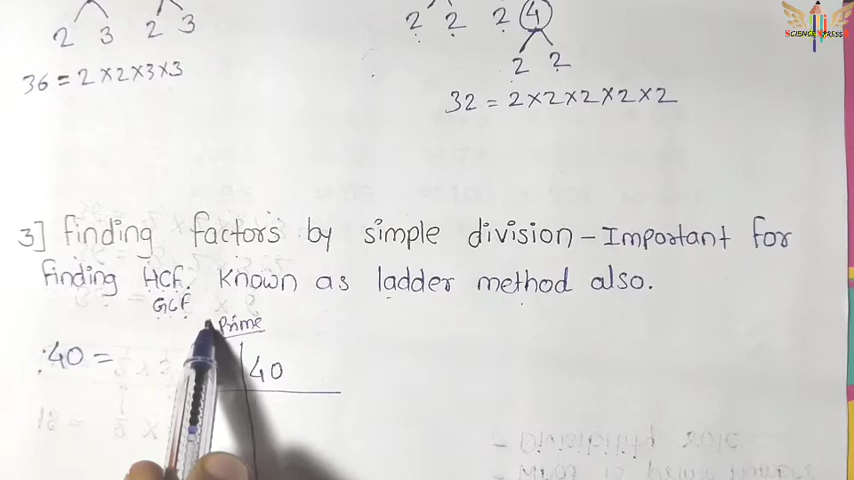 2 3 2 3
36 = 2×2×3×3
2 2 2 4
2 2
32 = 2×2×2×2×2
3] Finding factors by simple division - Important for
finding HCF. Known as ladder method also.
GCF
Prime
:40 =
40
SCIENCE XPRESS